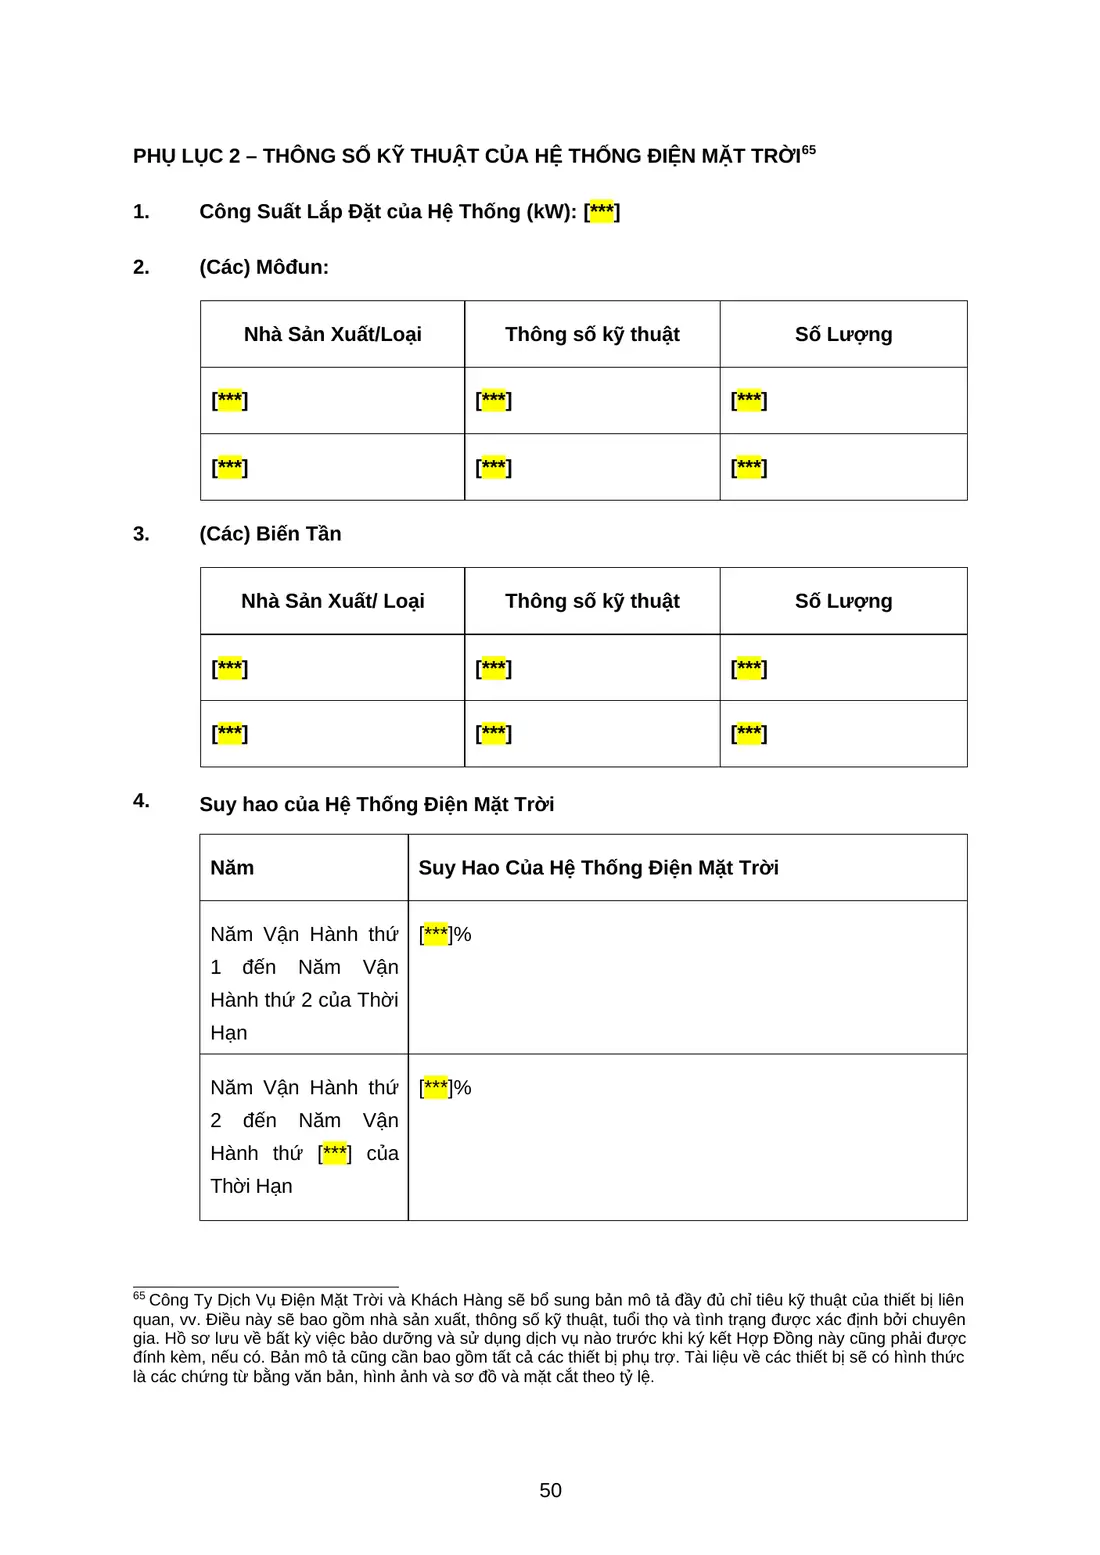 PHỤ LỤC 2 – THÔNG SỐ KỸ THUẬT CỦA HỆ THỐNG ĐIỆN MẶT TRỜI65
1. Công Suất Lắp Đặt của Hệ Thống (kW): [***]
2. (Các) Môđun:
Nhà Sản Xuất/Loại Thông số kỹ thuật Số Lượng
[***] [***] [***]
[***] [***] [***]
3. (Các) Biến Tần
Nhà Sản Xuất/ Loại Thông số kỹ thuật Số Lượng
[***] [***] [***]
[***] [***] [***]
4. Suy hao của Hệ Thống Điện Mặt Trời
Năm Suy Hao Của Hệ Thống Điện Mặt Trời
Năm Vận Hành thứ [***]%
1 đến Năm Vận
Hành thứ 2 của Thời
Hạn
Năm Vận Hành thứ [***]%
2 đến Năm Vận
Hành thứ [***] của
Thời Hạn
65 Công Ty Dịch Vụ Điện Mặt Trời và Khách Hàng sẽ bổ sung bản mô tả đầy đủ chỉ tiêu kỹ thuật của thiết bị liên
quan, vv. Điều này sẽ bao gồm nhà sản xuất, thông số kỹ thuật, tuổi thọ và tình trạng được xác định bởi chuyên
gia. Hồ sơ lưu về bất kỳ việc bảo dưỡng và sử dụng dịch vụ nào trước khi ký kết Hợp Đồng này cũng phải được
đính kèm, nếu có. Bản mô tả cũng cần bao gồm tất cả các thiết bị phụ trợ. Tài liệu về các thiết bị sẽ có hình thức
là các chứng từ bằng văn bản, hình ảnh và sơ đồ và mặt cắt theo tỷ lệ.
50